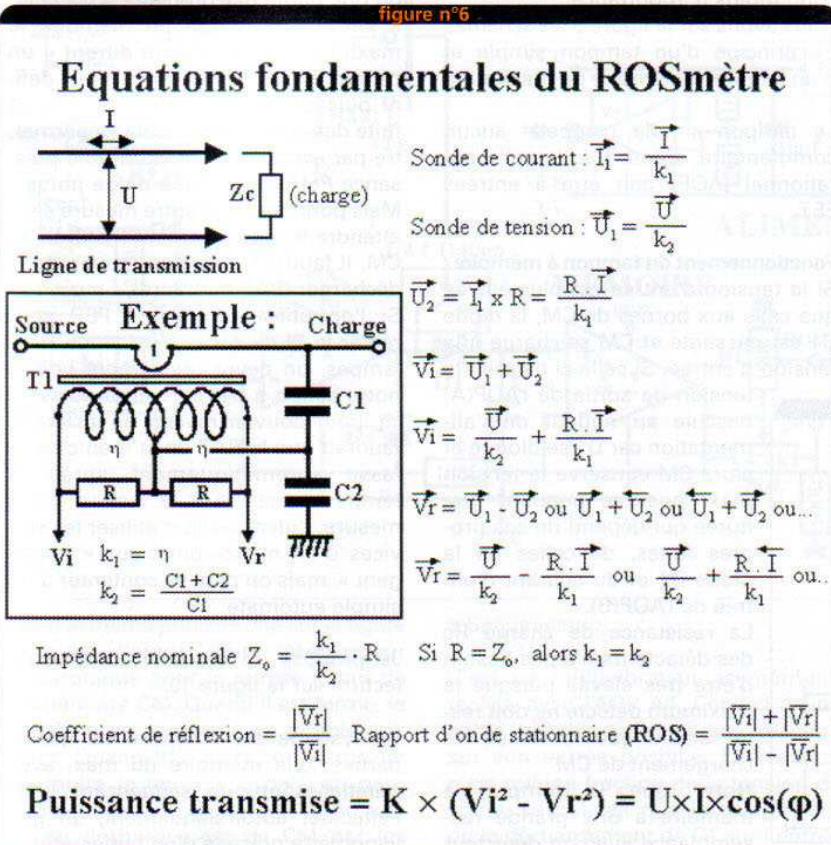 figure n°6
Equations fondamentales du ROSmètre
I
U
Zc (charge)
Ligne de transmission
Sonde de courant : I₁ = I / k₁
Sonde de tension : U₁ = U / k₂
U₂ = I₁ x R = R . I / k₁
Vi = U₁ + U₂
Vi = U / k₂ + R . I / k₁
Vr = U₁ - U₂ ou U₁ + U₂ ou U₁ + U₂ ou...
Vr = U / k₂ - R . I / k₁ ou U / k₂ + R . I / k₁ ou..
Exemple :
Source
Charge
1
T1
C1
η
η
R
R
C2
Vi
Vr
k₁ = η
k₂ = C1 + C2 / C1
Impédance nominale Z₀ = k₁ / k₂ . R Si R = Z₀, alors k₁ = k₂
Coefficient de réflexion = |Vr| / |Vi| Rapport d'onde stationnaire (ROS) = |Vi| + |Vr| / |Vi| - |Vr|
Puissance transmise = K × (Vi² - Vr²) = U×I×cos(φ)